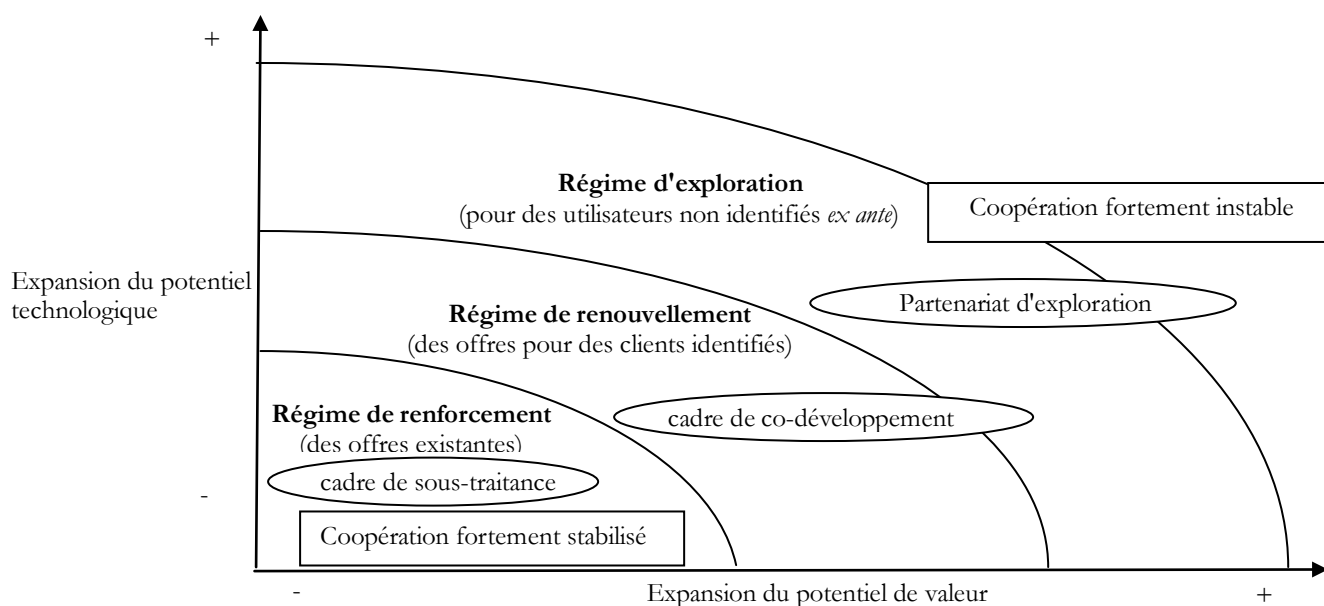 +
Régime d'exploration
(pour des utilisateurs non identifiés ex ante)
Coopération fortement instable
Expansion du potentiel
technologique
Partenariat d'exploration
Régime de renouvellement
(des offres pour des clients identifiés)
Régime de renforcement
(des offres existantes)
cadre de co-développement
cadre de sous-traitance
-
Coopération fortement stabilisé
-
Expansion du potentiel de valeur
+